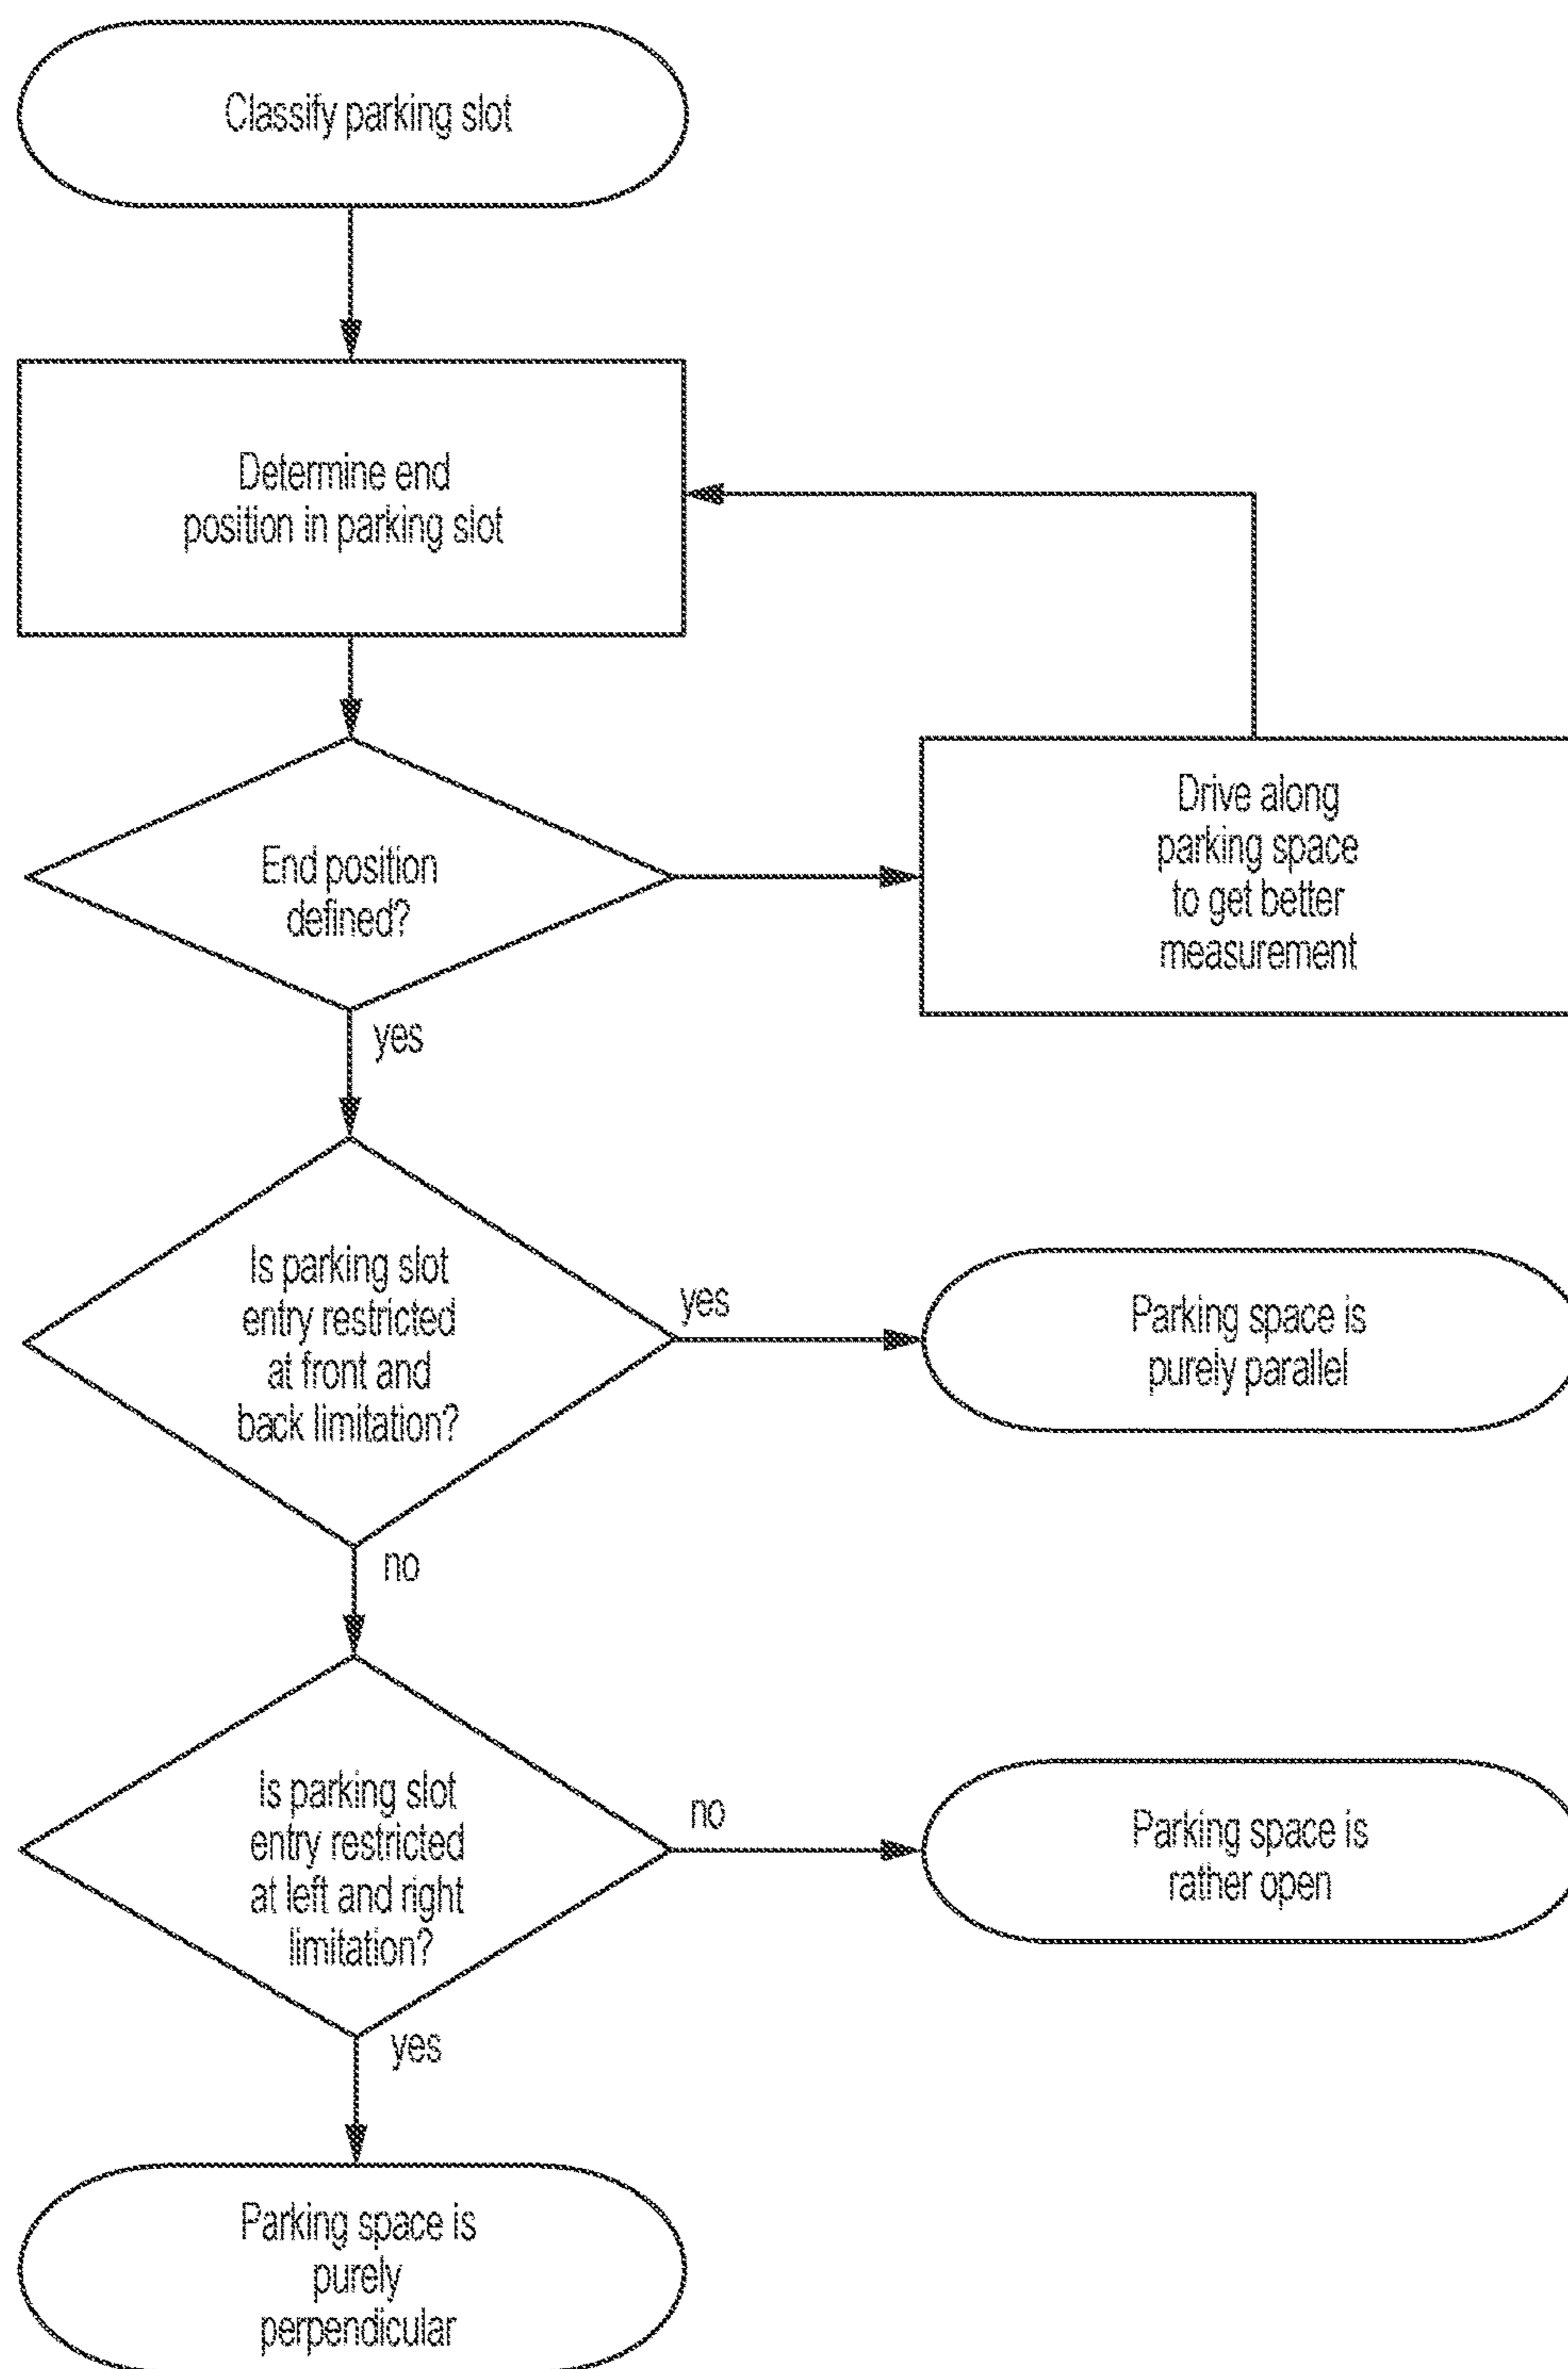 Classify parking slot
Determine end
position in parking slot
End position
defined?
Drive along
parking space
to get better
measurement
yes
Is parking slot
entry restricted
at front and
back limitation?
yes
Parking space is
purely parallel
no
Is parking slot
entry restricted
at left and right
limitation?
no
Parking space is
rather open
yes
Parking space is
purely
perpendicular